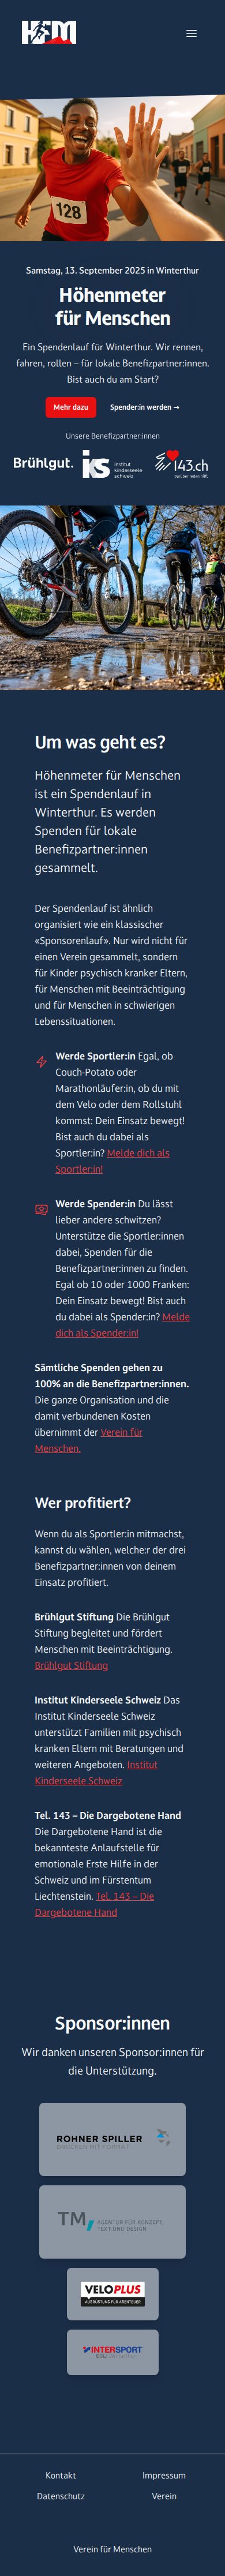 HFM
128
Samstag, 13. September 2025 in Winterthur
Höhenmeter
für Menschen
Ein Spendenlauf für Winterthur. Wir rennen,
fahren, rollen – für lokale Benefizpartner:innen.
Bist auch du am Start?
Mehr dazu
Spender:in werden →
Unsere Benefizpartner:innen
Brühlgut.
iks
institut
kinderseele
schweiz
143.ch
Darüber reden hilft.
Um was geht es?
Höhenmeter für Menschen
ist ein Spendenlauf in
Winterthur. Es werden
Spenden für lokale
Benefizpartner:innen
gesammelt.
Der Spendenlauf ist ähnlich
organisiert wie ein klassischer
«Sponsorenlauf». Nur wird nicht für
einen Verein gesammelt, sondern
für Kinder psychisch kranker Eltern,
für Menschen mit Beeinträchtigung
und für Menschen in schwierigen
Lebenssituationen.
Werde Sportler:in Egal, ob
Couch-Potato oder
Marathonläufer:in, ob du mit
dem Velo oder dem Rollstuhl
kommst: Dein Einsatz bewegt!
Bist auch du dabei als
Sportler:in? Melde dich als
Sportler:in!
Werde Spender:in Du lässt
lieber andere schwitzen?
Unterstütze die Sportler:innen
dabei, Spenden für die
Benefizpartner:innen zu finden.
Egal ob 10 oder 1000 Franken:
Dein Einsatz bewegt! Bist auch
du dabei als Spender:in? Melde
dich als Spender:in!
Sämtliche Spenden gehen zu
100% an die Benefizpartner:innen.
Die ganze Organisation und die
damit verbundenen Kosten
übernimmt der Verein für
Menschen.
Wer profitiert?
Wenn du als Sportler:in mitmachst,
kannst du wählen, welche:r der drei
Benefizpartner:innen von deinem
Einsatz profitiert.
Brühlgut Stiftung Die Brühlgut
Stiftung begleitet und fördert
Menschen mit Beeinträchtigung.
Brühlgut Stiftung
Institut Kinderseele Schweiz Das
Institut Kinderseele Schweiz
unterstützt Familien mit psychisch
kranken Eltern mit Beratungen und
weiteren Angeboten. Institut
Kinderseele Schweiz
Tel. 143 – Die Dargebotene Hand
Die Dargebotene Hand ist die
bekannteste Anlaufstelle für
emotionale Erste Hilfe in der
Schweiz und im Fürstentum
Liechtenstein. Tel. 143 – Die
Dargebotene Hand
Sponsor:innen
Wir danken unseren Sponsor:innen für
die Unterstützung.
ROHNER SPILLER
DRUCKEN MIT FORMAT
TM
AGENTUR FÜR KONZEPT,
TEXT UND DESIGN
VELOPLUS
AUSRÜSTUNG FÜR ABENTEUER
INTERSPORT
Kontakt
Impressum
Datenschutz
Verein
Verein für Menschen